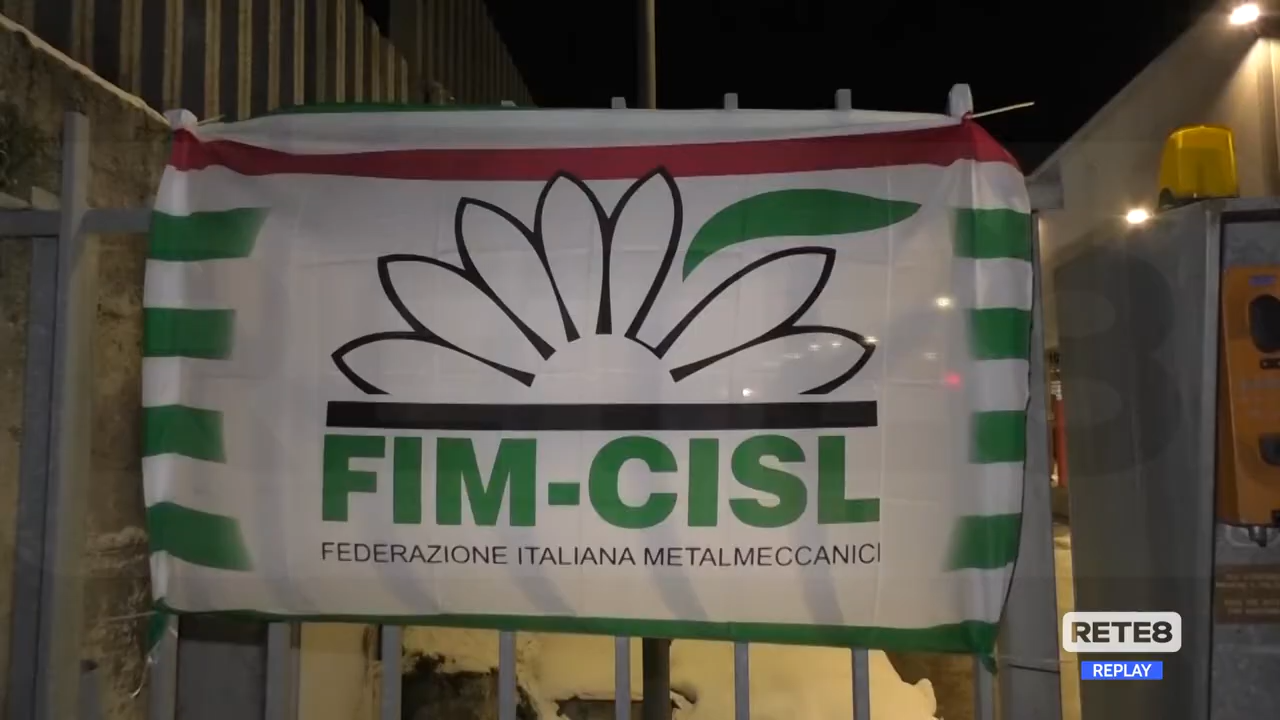 FIM-CISL
FEDERAZIONE ITALIANA METALMECCANICI
RETE8
REPLAY